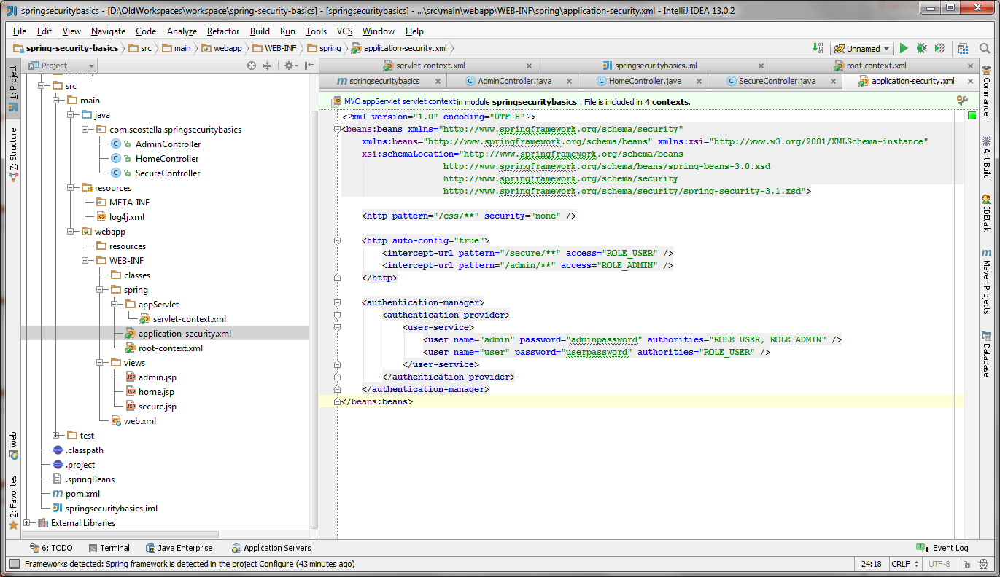 springsecuritybasics - [D:\OldWorkspaces\workspace\spring-security-basics] - [springsecuritybasics] - ...\src\main\webapp\WEB-INF\spring\application-security.xml - IntelliJ IDEA 13.0.2
File Edit View Navigate Code Analyze Refactor Build Run Tools VCS Window Help
spring-security-basics src main webapp WEB-INF spring application-security.xml Unnamed
Project
servlet-context.xml springsecuritybasics.iml root-context.xml
springsecuritybasics AdminController.java HomeController.java SecureController.java application-security.xml
MVC appServlet servlet context in module springsecuritybasics . File is included in 4 contexts.
1: Project
Z: Structure
Web
2: Favorites
src
main
java
com.seostella.springsecuritybasics
AdminController
HomeController
SecureController
resources
META-INF
log4j.xml
webapp
resources
WEB-INF
classes
spring
appServlet
servlet-context.xml
application-security.xml
root-context.xml
views
admin.jsp
home.jsp
secure.jsp
web.xml
test
.classpath
.project
.springBeans
pom.xml
springsecuritybasics.iml
External Libraries
<?xml version="1.0" encoding="UTF-8"?>
<beans:beans xmlns="http://www.springframework.org/schema/security"
xmlns:beans="http://www.springframework.org/schema/beans" xmlns:xsi="http://www.w3.org/2001/XMLSchema-instance"
xsi:schemaLocation="http://www.springframework.org/schema/beans
http://www.springframework.org/schema/beans/spring-beans-3.0.xsd
http://www.springframework.org/schema/security
http://www.springframework.org/schema/security/spring-security-3.1.xsd">
<http pattern="/css/**" security="none" />
<http auto-config="true">
<intercept-url pattern="/secure/**" access="ROLE_USER" />
<intercept-url pattern="/admin/**" access="ROLE_ADMIN" />
</http>
<authentication-manager>
<authentication-provider>
<user-service>
<user name="admin" password="adminpassword" authorities="ROLE_USER, ROLE_ADMIN" />
<user name="user" password="userpassword" authorities="ROLE_USER" />
</user-service>
</authentication-provider>
</authentication-manager>
</beans:beans>
Commander
Ant Build
IDEtalk
Maven Projects
Database
6: TODO Terminal Java Enterprise Application Servers 1 Event Log
Frameworks detected: Spring framework is detected in the project Configure (43 minutes ago) 24:18 CRLF UTF-8